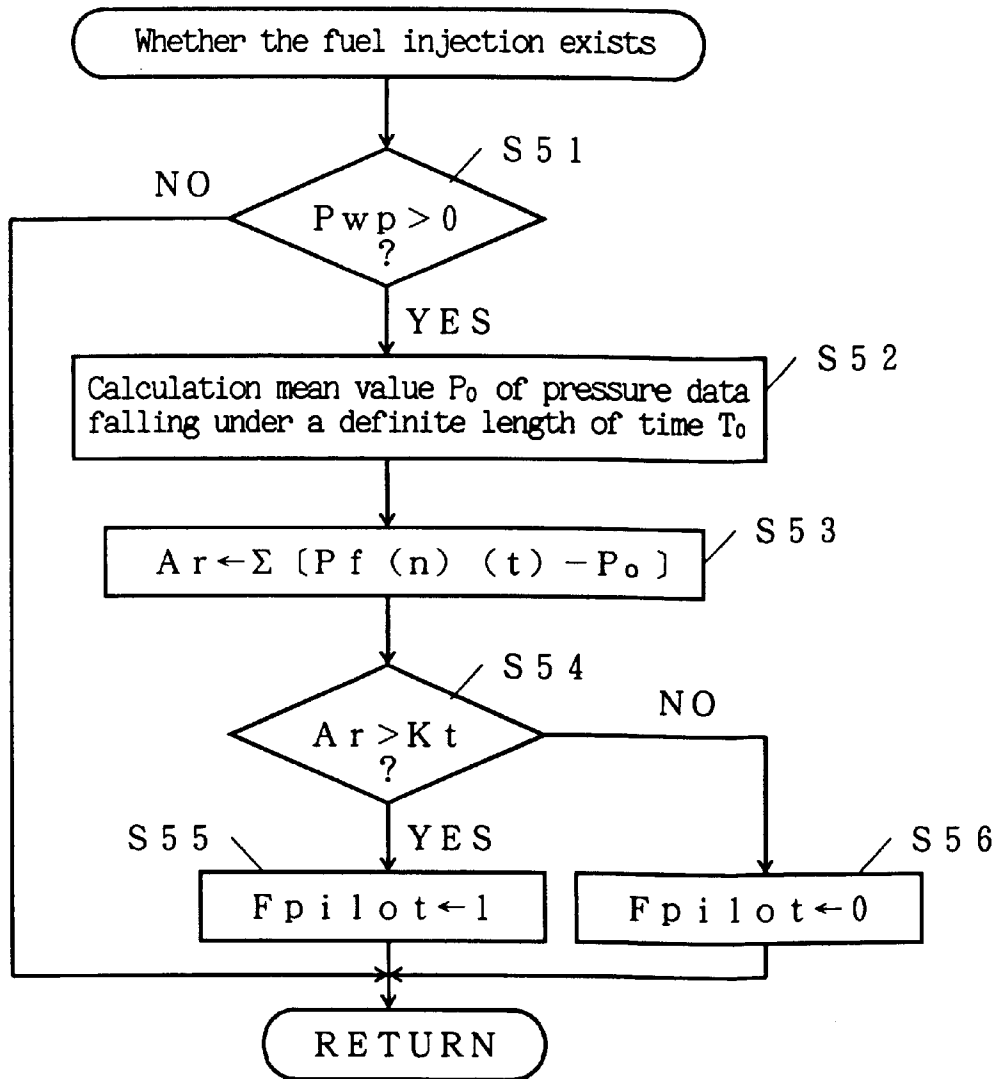 Whether the fuel injection exists
S51
NO
Pwp>0
?
YES
S52
Calculation mean value P₀ of pressure data
falling under a definite length of time T₀
S53
Ar←Σ〔Pf(n)(t)−P₀〕
S54
NO
Ar>Kt
?
S55
YES
S56
Fpilot←1
Fpilot←0
RETURN